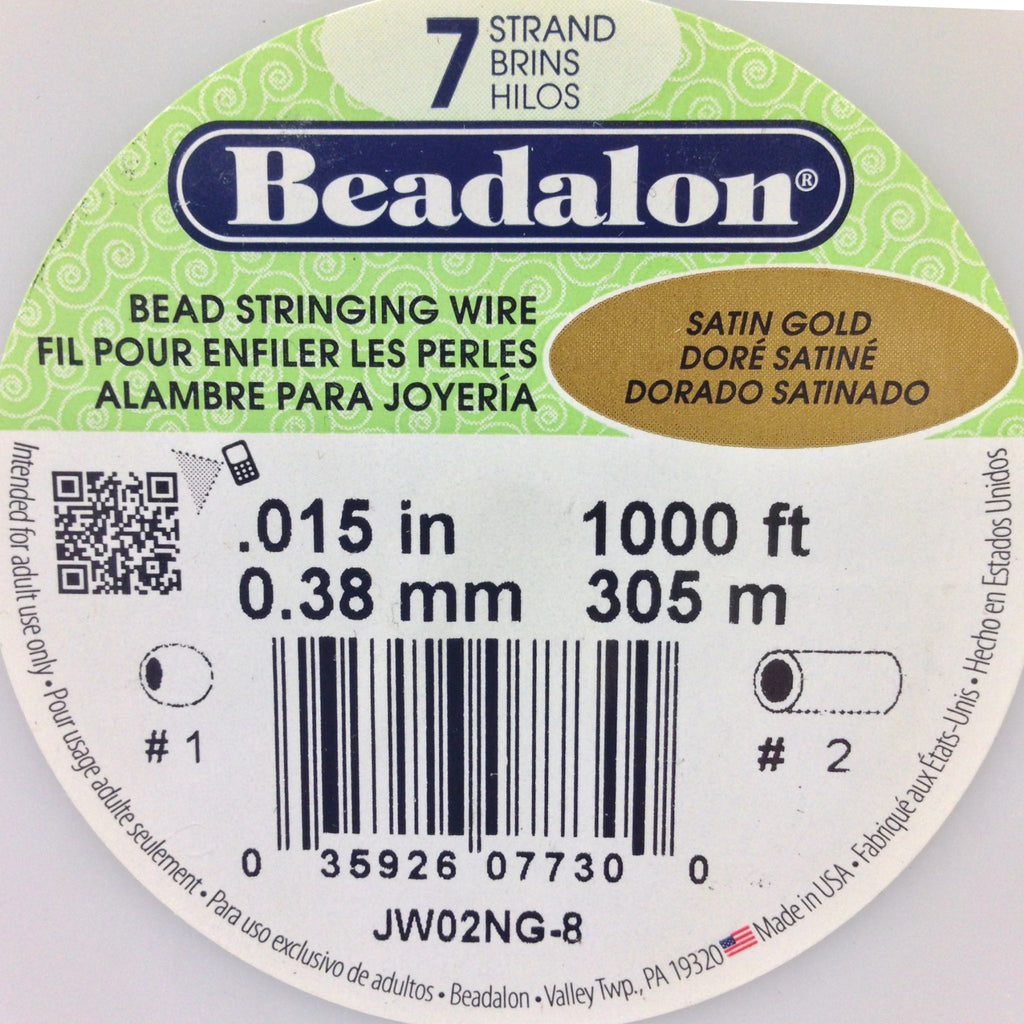 7 STRAND
BRINS
HILOS
Beadalon®
BEAD STRINGING WIRE
FIL POUR ENFILER LES PERLES
ALAMBRE PARA JOYERÍA
SATIN GOLD
DORÉ SATINÉ
DORADO SATINADO
.015 in 1000 ft
0.38 mm 305 m
# 1
# 2
0 35926 07730 0
JW02NG-8
Intended for adult use only • Pour usage adulte seulement • Para uso exclusivo de adultos • Beadalon • Valley Twp., PA 19320 Made in USA • Fabriqué aux États-Unis • Hecho en Estados Unidos